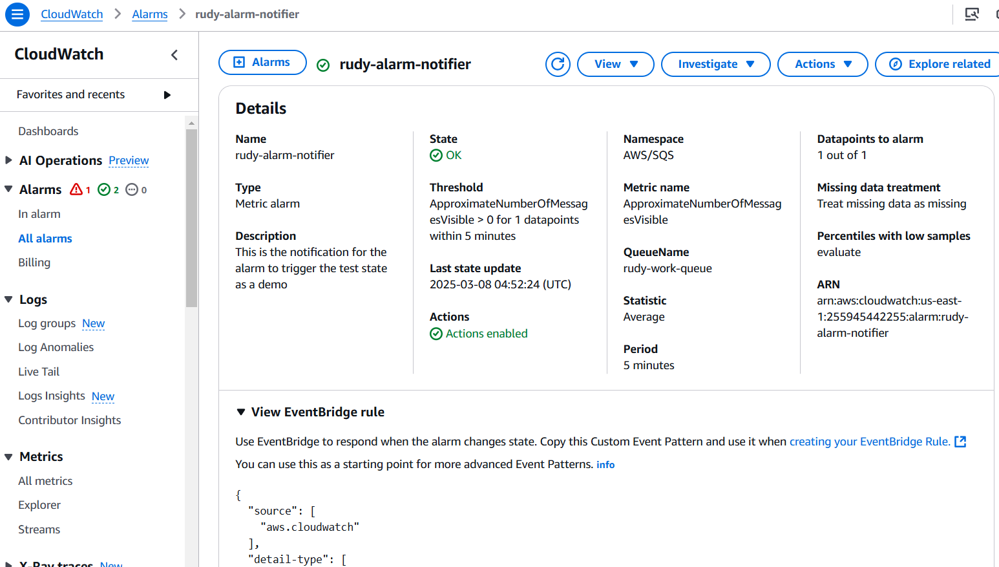 CloudWatch > Alarms > rudy-alarm-notifier
CloudWatch
Favorites and recents
Dashboards
AI Operations Preview
Alarms 1 2 0
In alarm
All alarms
Billing
Logs
Log groups New
Log Anomalies
Live Tail
Logs Insights New
Contributor Insights
Metrics
All metrics
Explorer
Streams
X-Ray traces New
Alarms
rudy-alarm-notifier
View
Investigate
Actions
Explore related
Details
Name
rudy-alarm-notifier
Type
Metric alarm
Description
This is the notification for the
alarm to trigger the test state
as a demo
State
OK
Threshold
ApproximateNumberOfMessag
esVisible > 0 for 1 datapoints
within 5 minutes
Last state update
2025-03-08 04:52:24 (UTC)
Actions
Actions enabled
Namespace
AWS/SQS
Metric name
ApproximateNumberOfMessag
esVisible
QueueName
rudy-work-queue
Statistic
Average
Period
5 minutes
Datapoints to alarm
1 out of 1
Missing data treatment
Treat missing data as missing
Percentiles with low samples
evaluate
ARN
arn:aws:cloudwatch:us-east-
1:255945442255:alarm:rudy-
alarm-notifier
View EventBridge rule
Use EventBridge to respond when the alarm changes state. Copy this Custom Event Pattern and use it when creating your EventBridge Rule.
You can use this as a starting point for more advanced Event Patterns. info
{
"source": [
"aws.cloudwatch"
],
"detail-type": [